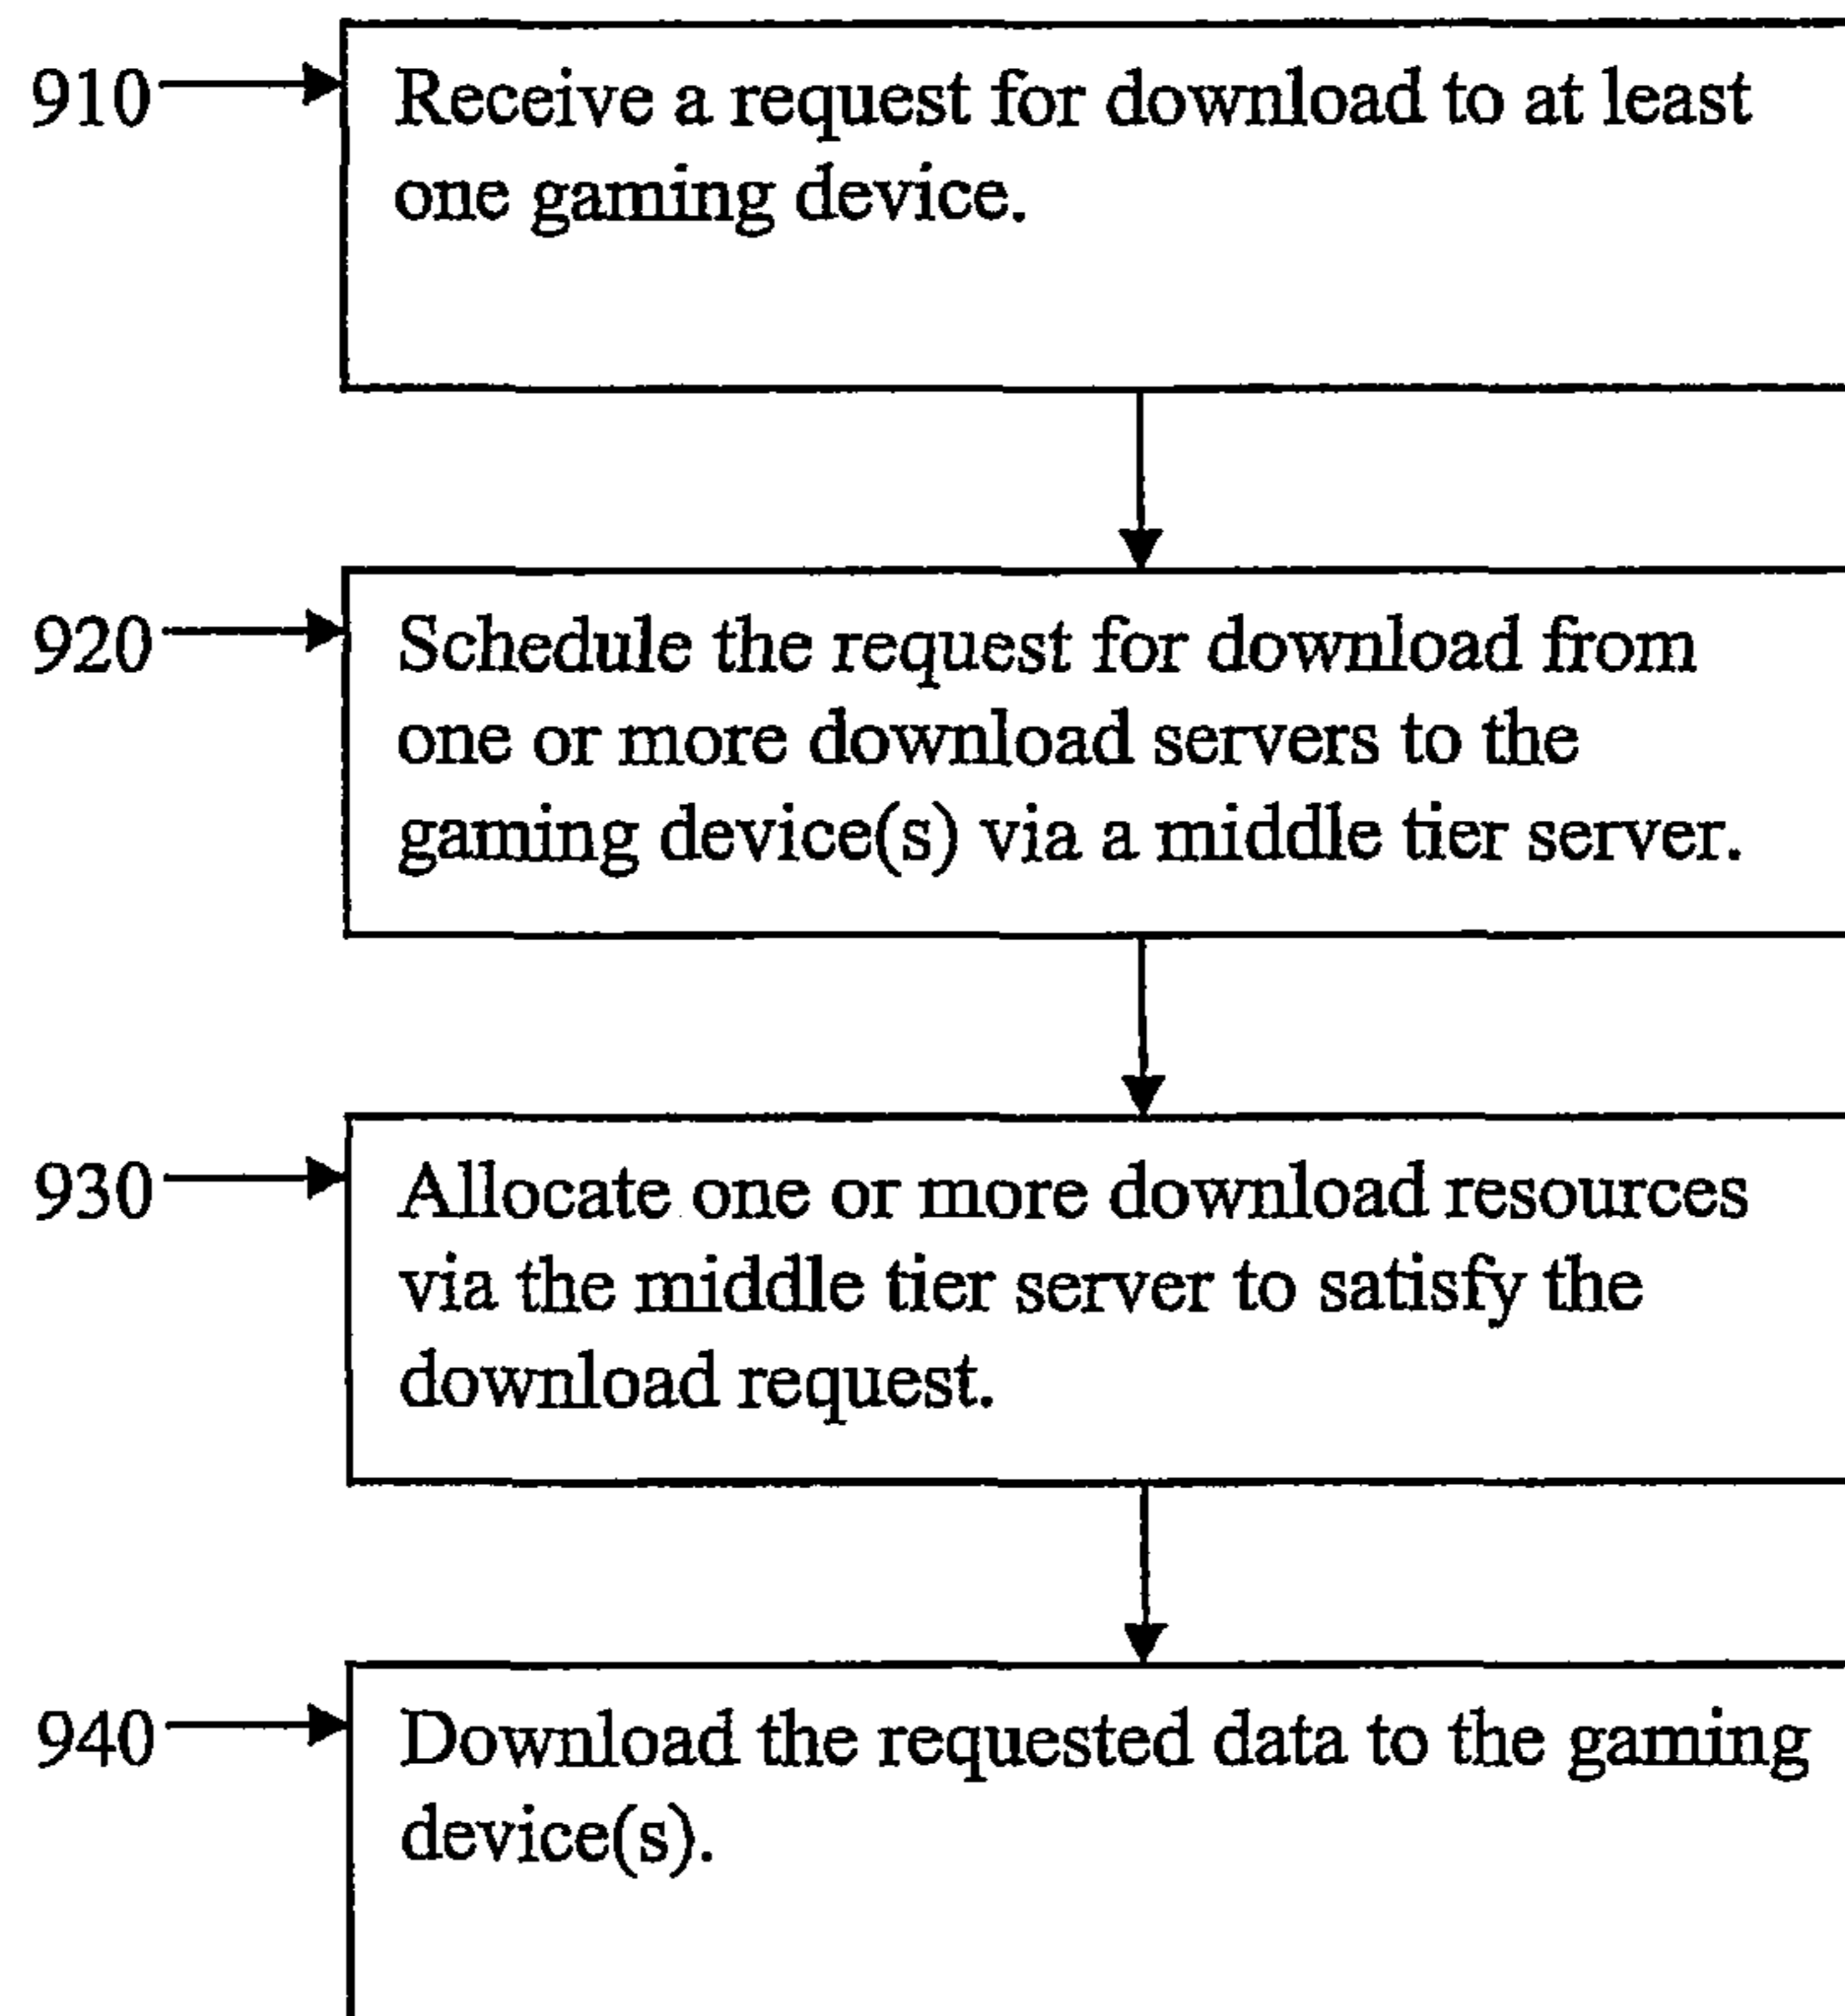 910
Receive a request for download to at least
one gaming device.
920
Schedule the request for download from
one or more download servers to the
gaming device(s) via a middle tier server.
930
Allocate one or more download resources
via the middle tier server to satisfy the
download request.
940
Download the requested data to the gaming
device(s).